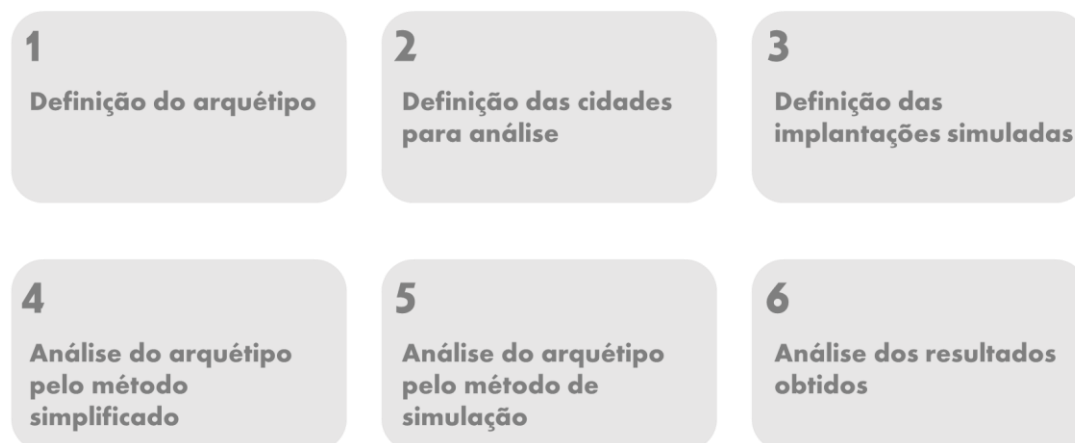 1
Definição do arquétipo
2
Definição das cidades
para análise
3
Definição das
implantações simuladas
4
Análise do arquétipo
pelo método
simplificado
5
Análise do arquétipo
pelo método de
simulação
6
Análise dos resultados
obtidos